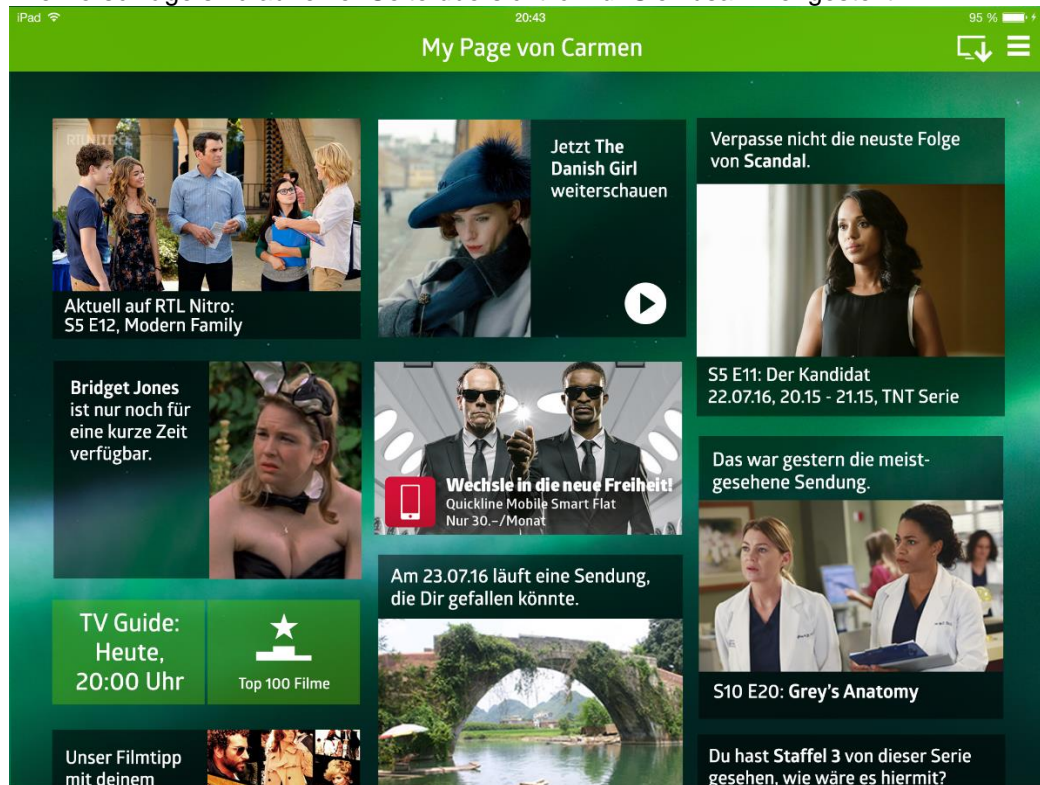 iPad
20:43
95 %
My Page von Carmen
RTL NITRO
Aktuell auf RTL Nitro:
S5 E12, Modern Family
Jetzt The
Danish Girl
weiterschauen
Verpasse nicht die neuste Folge
von Scandal.
S5 E11: Der Kandidat
22.07.16, 20.15 - 21.15, TNT Serie
Bridget Jones
ist nur noch für
eine kurze Zeit
verfügbar.
Wechsle in die neue Freiheit!
Quickline Mobile Smart Flat
Nur 30.–/Monat
Das war gestern die meist-
gesehene Sendung.
S10 E20: Grey's Anatomy
Am 23.07.16 läuft eine Sendung,
die Dir gefallen könnte.
TV Guide:
Heute,
20:00 Uhr
Top 100 Filme
Unser Filmtipp
mit deinem
Du hast Staffel 3 von dieser Serie
gesehen, wie wäre es hiermit?